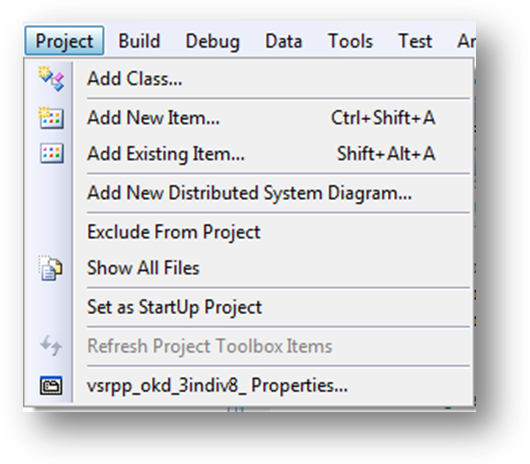 Project Build Debug Data Tools Test
Add Class...
Add New Item... Ctrl+Shift+A
Add Existing Item... Shift+Alt+A
Add New Distributed System Diagram...
Exclude From Project
Show All Files
Set as StartUp Project
Refresh Project Toolbox Items
vsrpp_okd_3indiv8_ Properties...